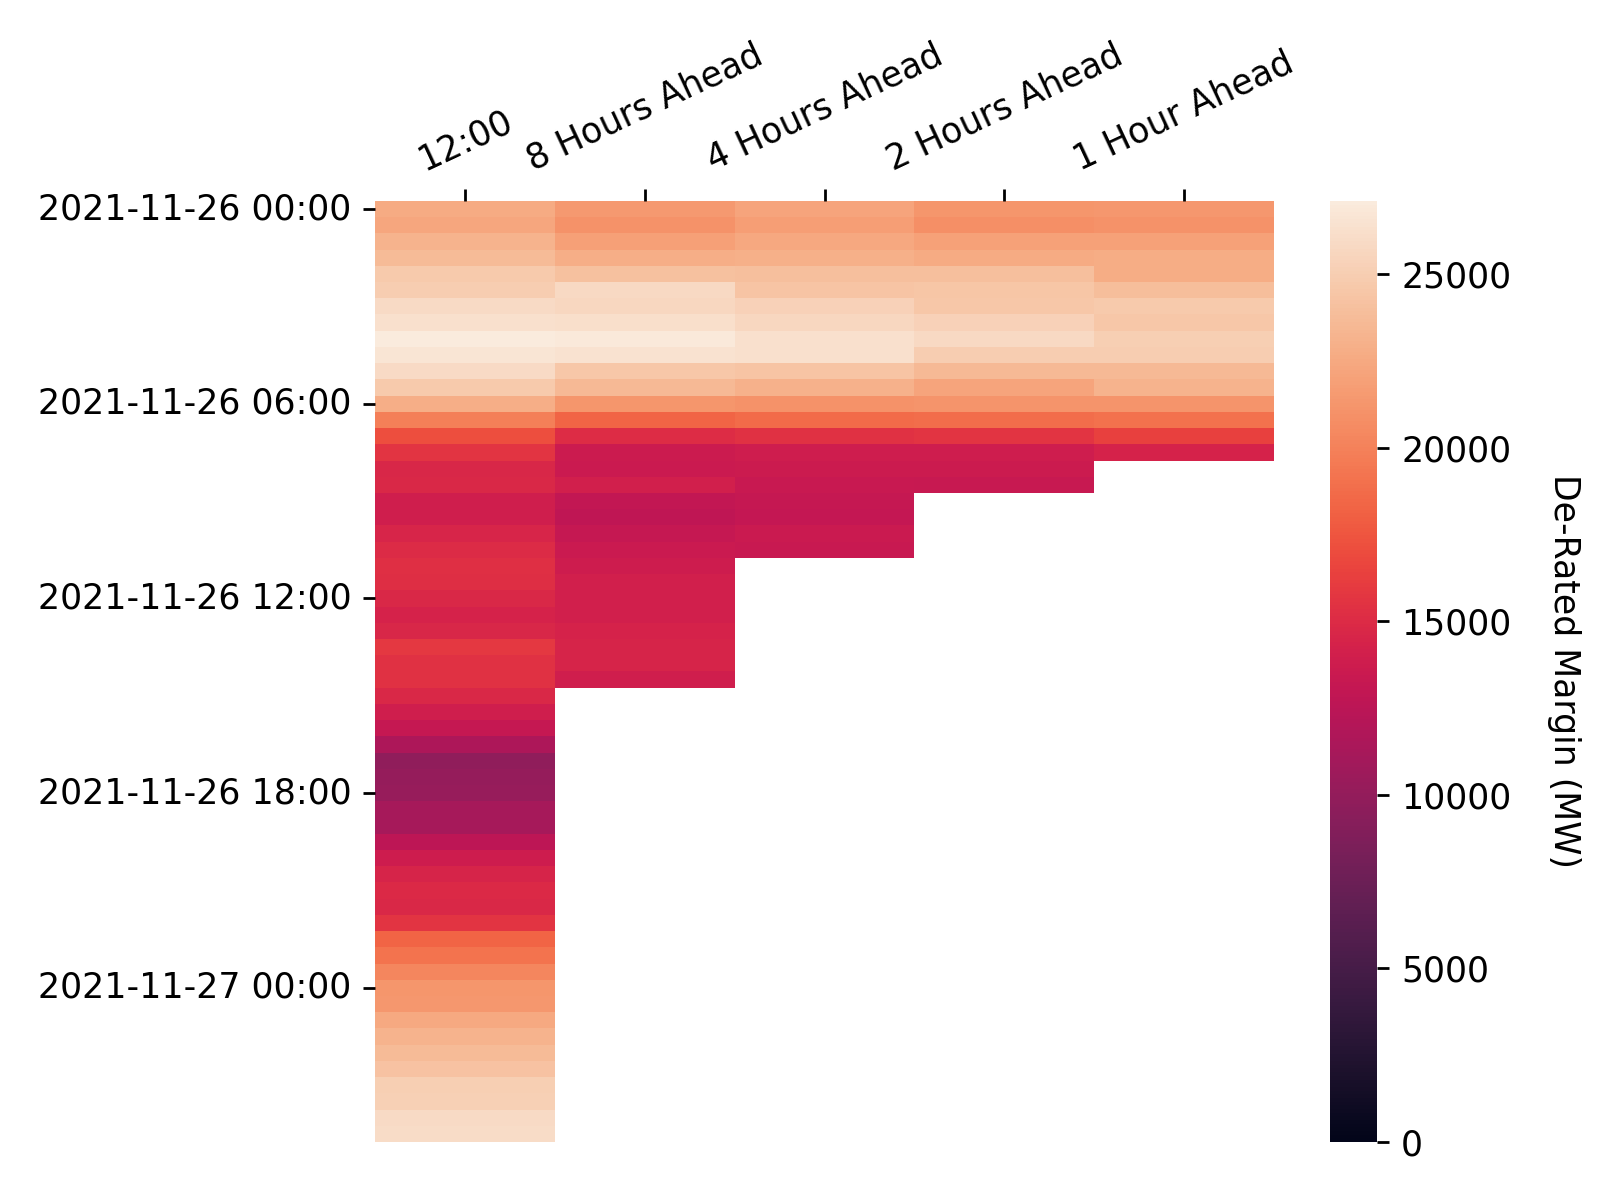 12:00
8 Hours Ahead
4 Hours Ahead
2 Hours Ahead
1 Hour Ahead
2021-11-26 00:00
2021-11-26 06:00
2021-11-26 12:00
2021-11-26 18:00
2021-11-27 00:00
25000
20000
15000
10000
5000
0
De-Rated Margin (MW)